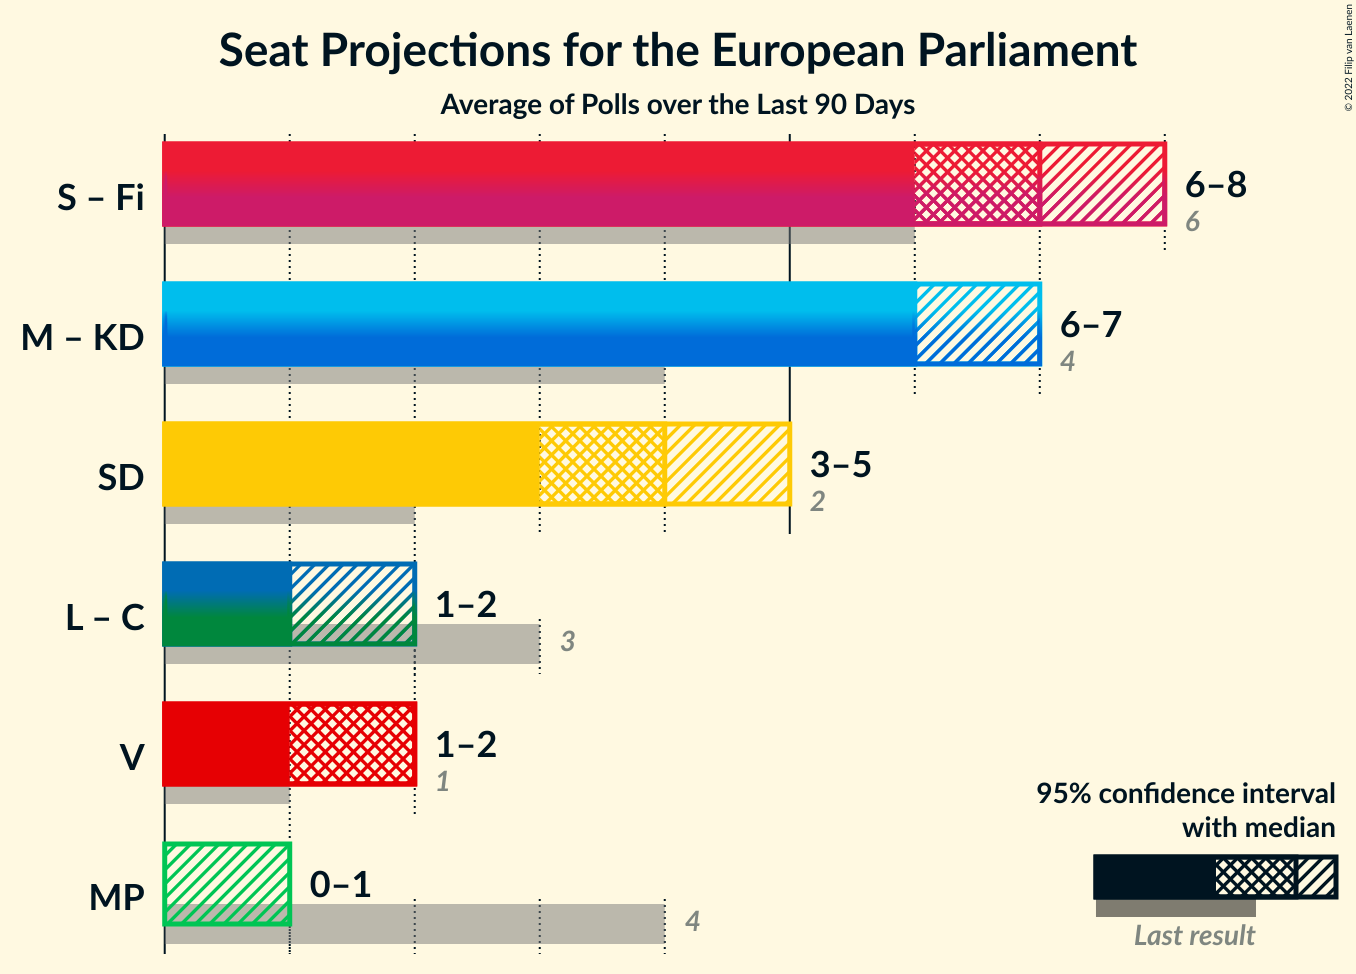 Seat Projections for the European Parliament
Average of Polls over the Last 90 Days
© 2022 Filip van Laenen
S – Fi
6–8
6
M – KD
6–7
4
SD
3–5
2
L – C
1–2
3
V
1–2
1
MP
0–1
4
95% confidence interval
with median
Last result